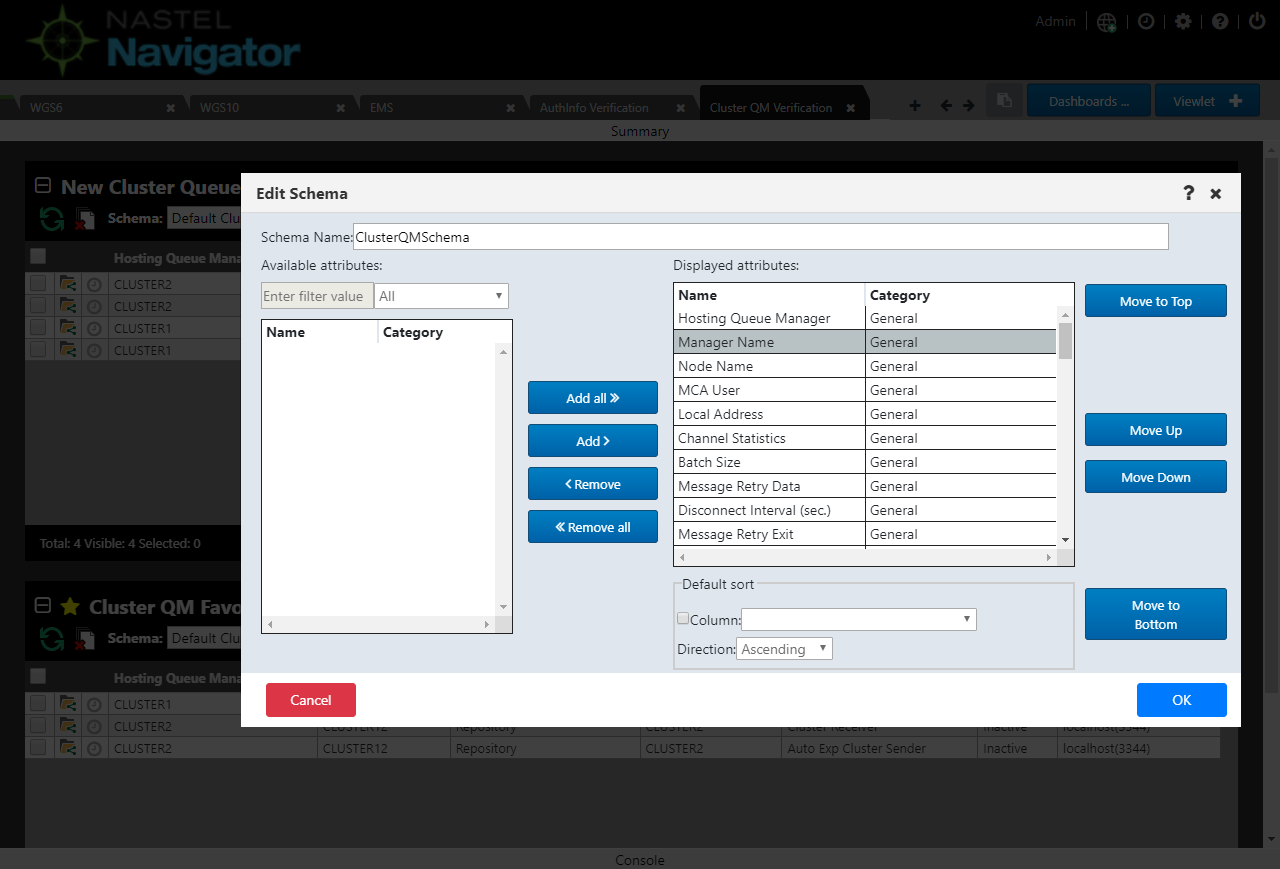 NASTEL
Navigator
Admin
WGS6
WGS10
EMS
AuthInfo Verification
Cluster QM Verification
Dashboards ...
Viewlet
Summary
New Cluster Queue
Schema: Default Clu
Hosting Queue Mana
CLUSTER2
CLUSTER2
CLUSTER1
CLUSTER1
Total: 4 Visible: 4 Selected: 0
Edit Schema
Schema Name: ClusterQMSchema
Available attributes:
Enter filter value All
Name Category
Add all
Add
Remove
Remove all
Displayed attributes:
Name Category
Hosting Queue Manager General
Manager Name General
Node Name General
MCA User General
Local Address General
Channel Statistics General
Batch Size General
Message Retry Data General
Disconnect Interval (sec.) General
Message Retry Exit General
Default sort
Column:
Direction: Ascending
Move to Top
Move Up
Move Down
Move to
Bottom
Cancel
OK
Cluster QM Favo
Schema: Default Clu
Hosting Queue Mana
CLUSTER1
CLUSTER2 CLUSTER12 Repository CLUSTER2 Cluster Receiver Inactive localhost(3344)
CLUSTER2 CLUSTER12 Repository CLUSTER2 Auto Exp Cluster Sender Inactive localhost(3344)
Console